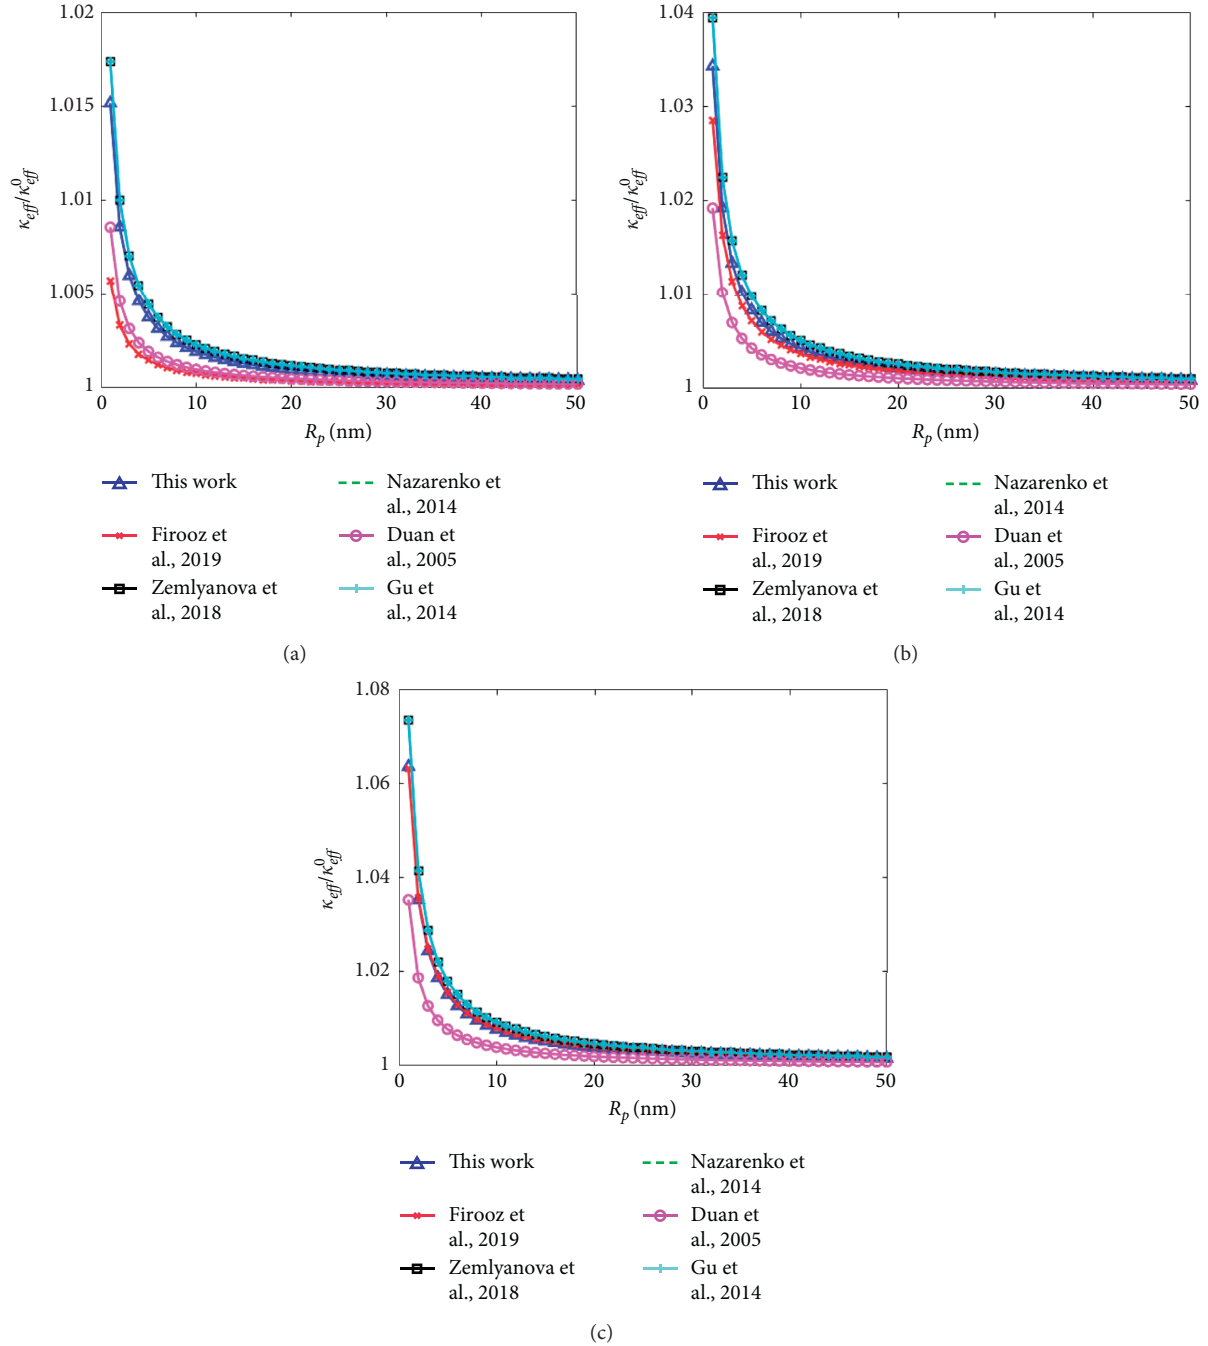 1.02
1.015
1.01
1.005
1
κeff/κ⁰eff
0 10 20 30 40 50
Rp (nm)
This work
Firooz et
al., 2019
Zemlyanova et
al., 2018
Nazarenko et
al., 2014
Duan et
al., 2005
Gu et
al., 2014
(a)
1.04
1.03
1.02
1.01
1
κeff/κ⁰eff
0 10 20 30 40 50
Rp (nm)
This work
Firooz et
al., 2019
Zemlyanova et
al., 2018
Nazarenko et
al., 2014
Duan et
al., 2005
Gu et
al., 2014
(b)
1.08
1.06
1.04
1.02
1
κeff/κ⁰eff
0 10 20 30 40 50
Rp (nm)
This work
Firooz et
al., 2019
Zemlyanova et
al., 2018
Nazarenko et
al., 2014
Duan et
al., 2005
Gu et
al., 2014
(c)